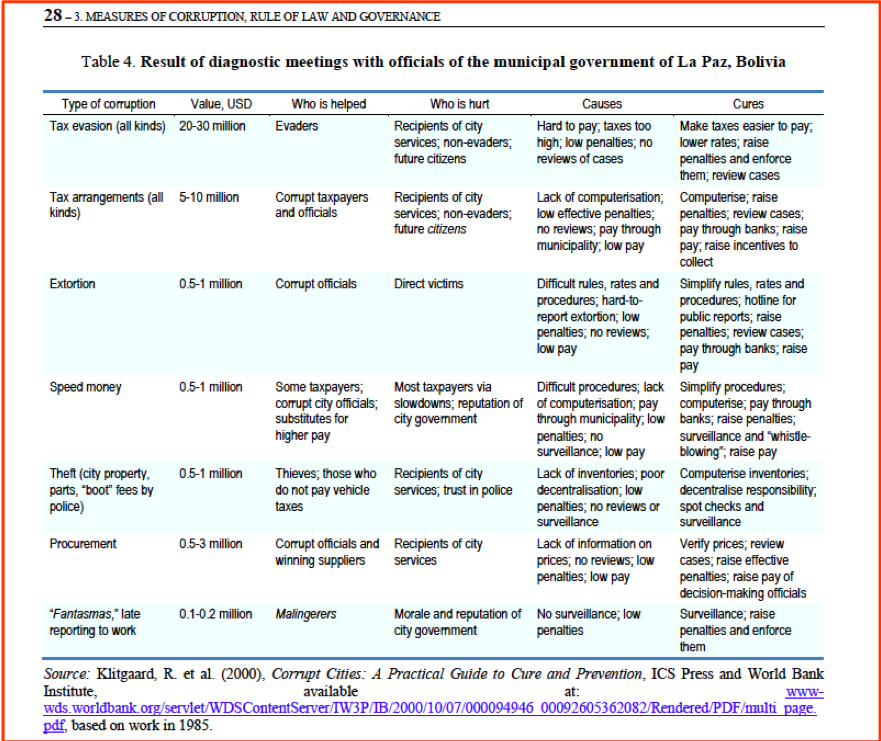 28 – 3. MEASURES OF CORRUPTION, RULE OF LAW AND GOVERNANCE
Table 4. Result of diagnostic meetings with officials of the municipal government of La Paz, Bolivia
Type of corruption Value, USD Who is helped Who is hurt Causes Cures
Tax evasion (all kinds)
20-30 million
Evaders
Recipients of city
services; non-evaders;
future citizens
Hard to pay; taxes too
high; low penalties; no
reviews of cases
Make taxes easier to pay;
lower rates; raise
penalties and enforce
them; review cases
Tax arrangements (all
kinds)
5-10 million
Corrupt taxpayers
and officials
Recipients of city
services; non-evaders;
future citizens
Lack of computerisation;
low effective penalties;
no reviews; pay through
municipality; low pay
Computerise; raise
penalties; review cases;
pay through banks; raise
pay; raise incentives to
collect
Extortion
0.5-1 million
Corrupt officials
Direct victims
Difficult rules, rates and
procedures; hard-to-
report extortion; low
penalties; no reviews;
low pay
Simplify rules, rates and
procedures; hotline for
public reports; raise
penalties; review cases;
pay through banks; raise
pay
Speed money
0.5-1 million
Some taxpayers;
corrupt city officials;
substitutes for
higher pay
Most taxpayers via
slowdowns; reputation of
city government
Difficult procedures; lack
of computerisation; pay
through municipality; low
penalties; no
surveillance; low pay
Simplify procedures;
computerise; pay through
banks; raise penalties;
surveillance and “whistle-
blowing”; raise pay
Theft (city property,
parts, “boot” fees by
police)
0.5-1 million
Thieves; those who
do not pay vehicle
taxes
Recipients of city
services; trust in police
Lack of inventories; poor
decentralisation; low
penalties; no reviews or
surveillance
Computerise inventories;
decentralise responsibility;
spot checks and
surveillance
Procurement
0.5-3 million
Corrupt officials and
winning suppliers
Recipients of city
services
Lack of information on
prices; no reviews; low
penalties; low pay
Verify prices; review
cases; raise effective
penalties; raise pay of
decision-making officials
“Fantasmas,” late
reporting to work
0.1-0.2 million
Malingerers
Morale and reputation of
city government
No surveillance; low
penalties
Surveillance; raise
penalties and enforce
them
Source: Klitgaard, R. et al. (2000), Corrupt Cities: A Practical Guide to Cure and Prevention, ICS Press and World Bank
Institute, available at: www-
wds.worldbank.org/servlet/WDSContentServer/IW3P/IB/2000/10/07/000094946_00092605362082/Rendered/PDF/multi_page.
pdf, based on work in 1985.